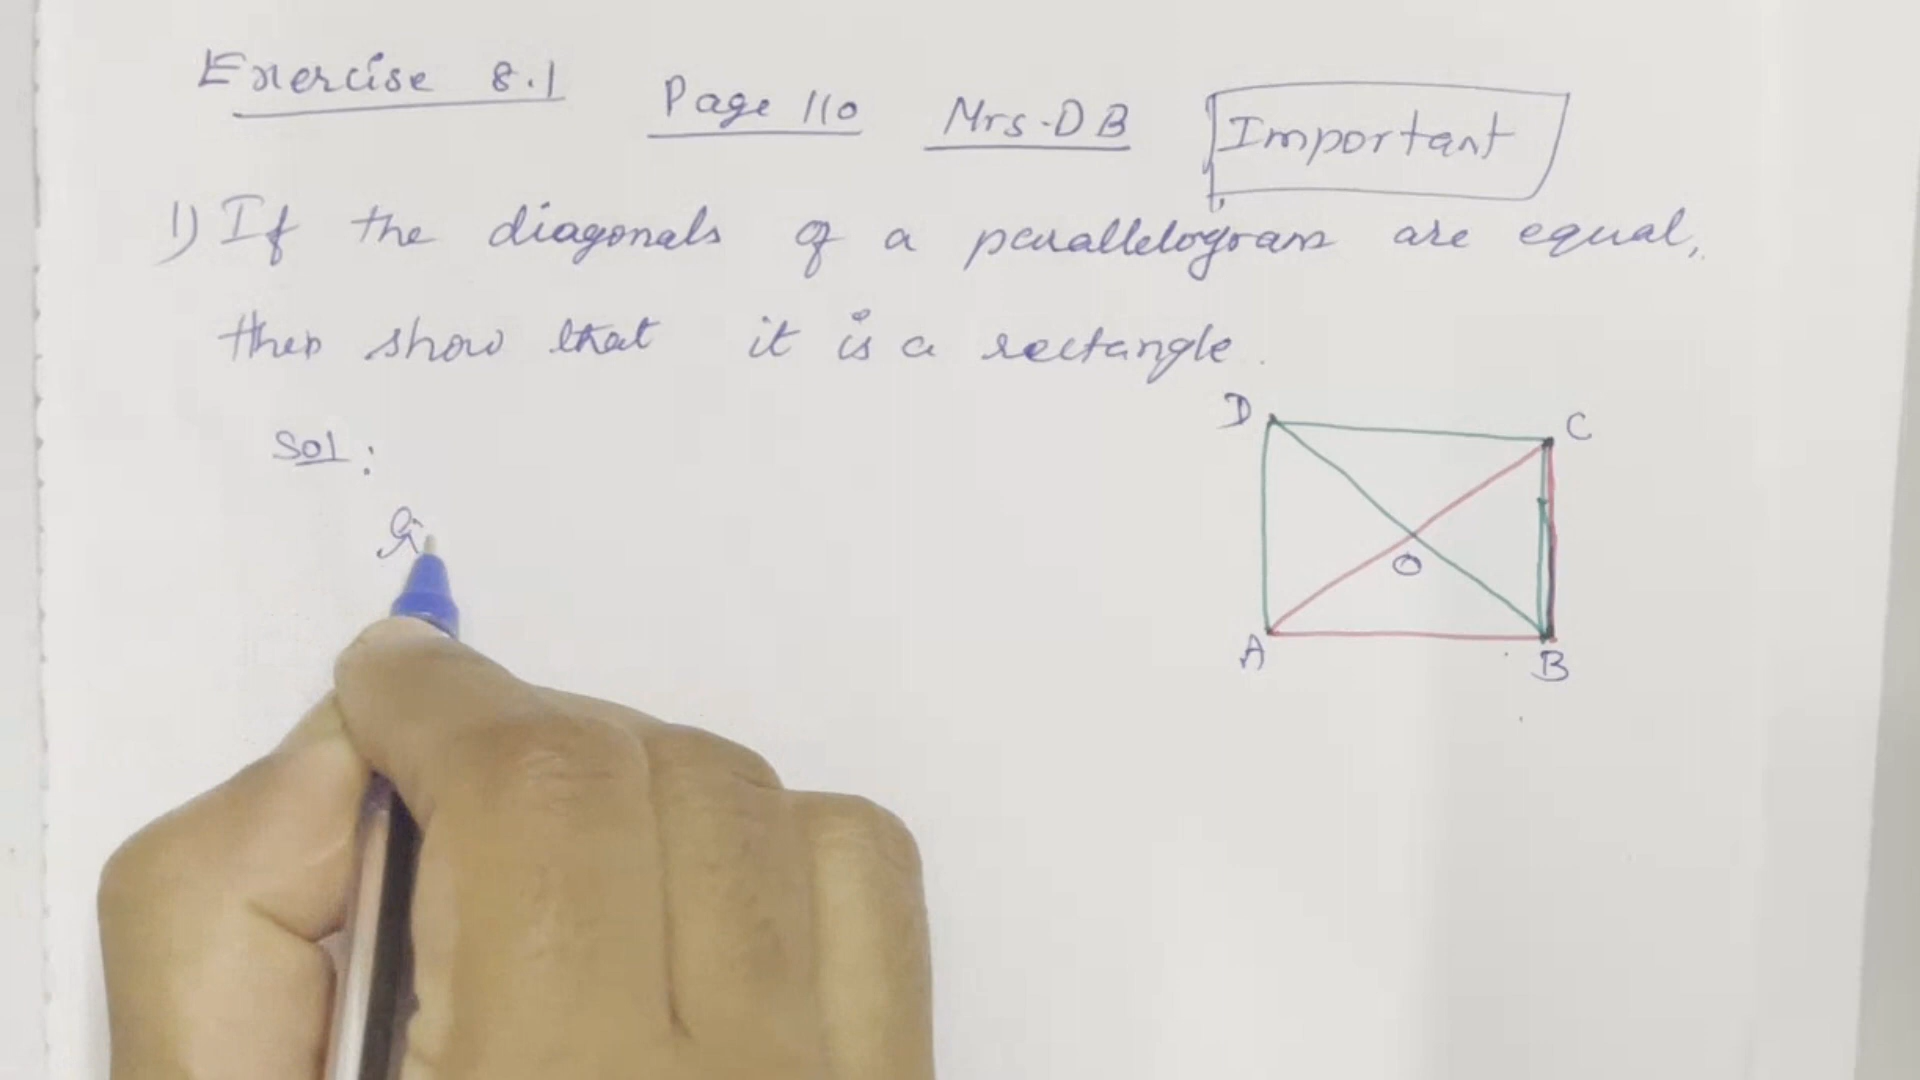 Exercise 8.1 Page 110 Mrs.DB Important
1) If the diagonals of a parallelogram are equal,
then show that it is a rectangle.
Sol:
Gi
D
C
O
A
B